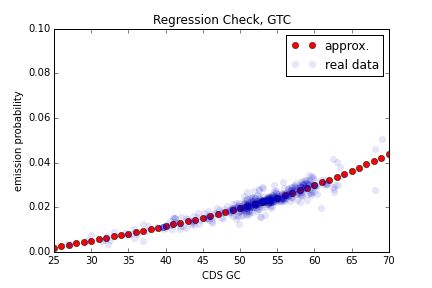 Regression Check, GTC
0.10
0.08
0.06
0.04
0.02
0.00
emission probability
approx.
real data
25 30 35 40 45 50 55 60 65 70
CDS GC